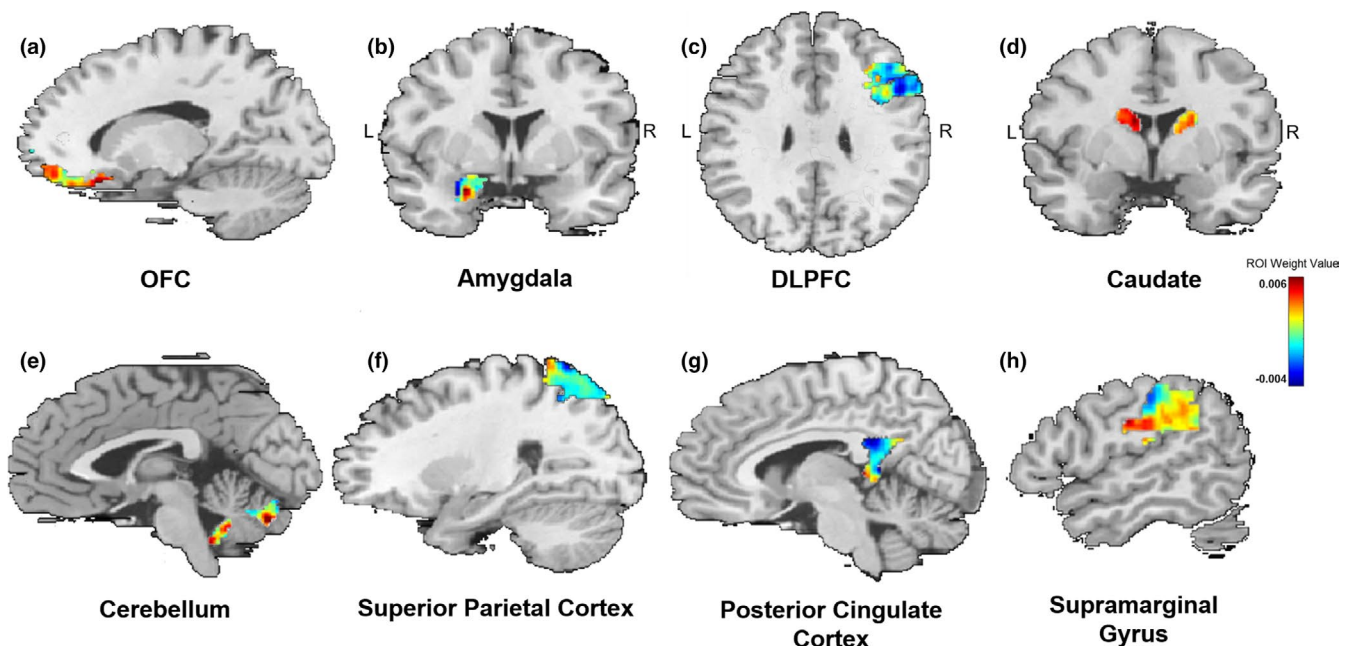 (a)
(b)
(c)
(d)
L
R
L
L
R
L
R
OFC
Amygdala
DLPFC
Caudate
ROI Weight Value
0.006
-0.004
(e)
(f)
(g)
(h)
Cerebellum
Superior Parietal Cortex
Posterior Cingulate
Cortex
Supramarginal
Gyrus